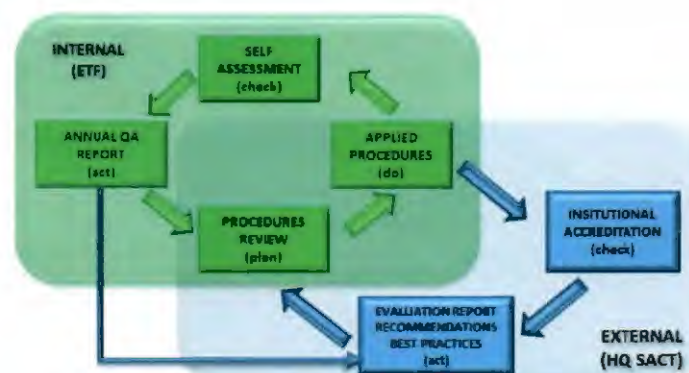 INTERNAL
(ETF)
SELF
ASSESSMENT
(check)
ANNUAL QA
REPORT
(act)
APPLIED
PROCEDURES
(do)
PROCEDURES
REVIEW
(plan)
INSITUTIONAL
ACCREDITATION
(check)
EVALUATION REPORT
RECOMMENDATIONS
BEST PRACTICES
(act)
EXTERNAL
(HQ SACT)